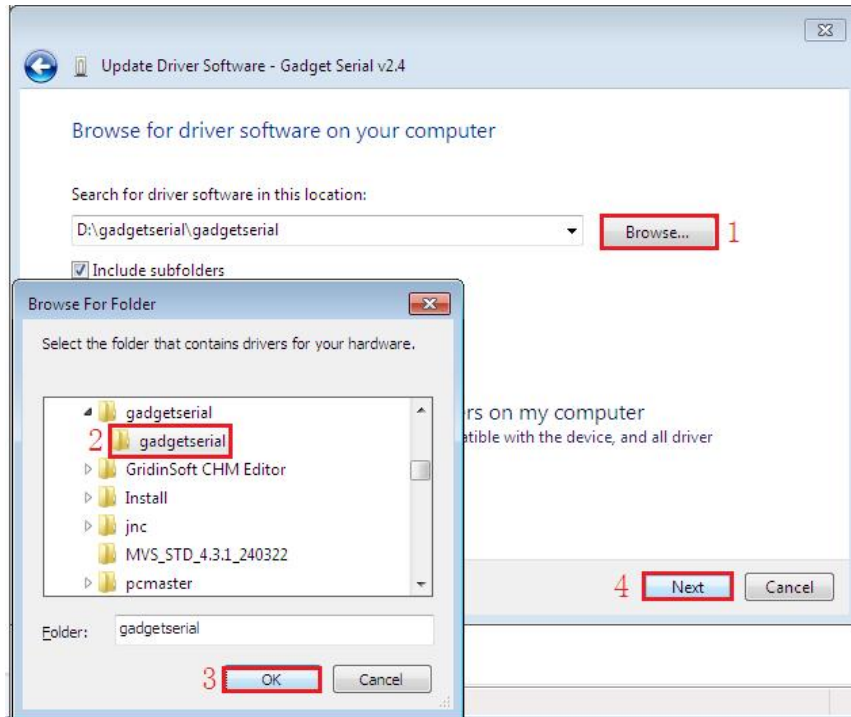 Update Driver Software - Gadget Serial v2.4
Browse for driver software on your computer
Search for driver software in this location:
D:\gadgetserial\gadgetserial
Browse... 1
Include subfolders
Browse For Folder
Select the folder that contains drivers for your hardware.
gadgetserial
2 gadgetserial
GridinSoft CHM Editor
Install
jnc
MVS_STD_4.3.1_240322
pcmaster
Folder: gadgetserial
3 OK Cancel
on my computer
with the device, and all driver
4 Next Cancel